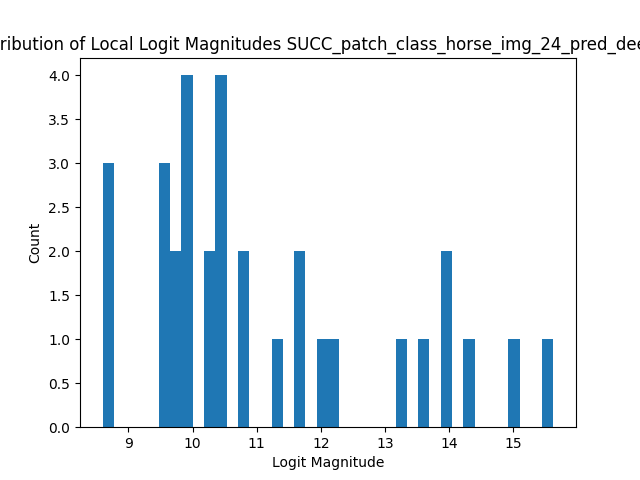 ribution of Local Logit Magnitudes SUCC_patch_class_horse_img_24_pred_dee
4.0
3.5
3.0
2.5
2.0
1.5
1.0
0.5
0.0
Count
9 10 11 12 13 14 15
Logit Magnitude